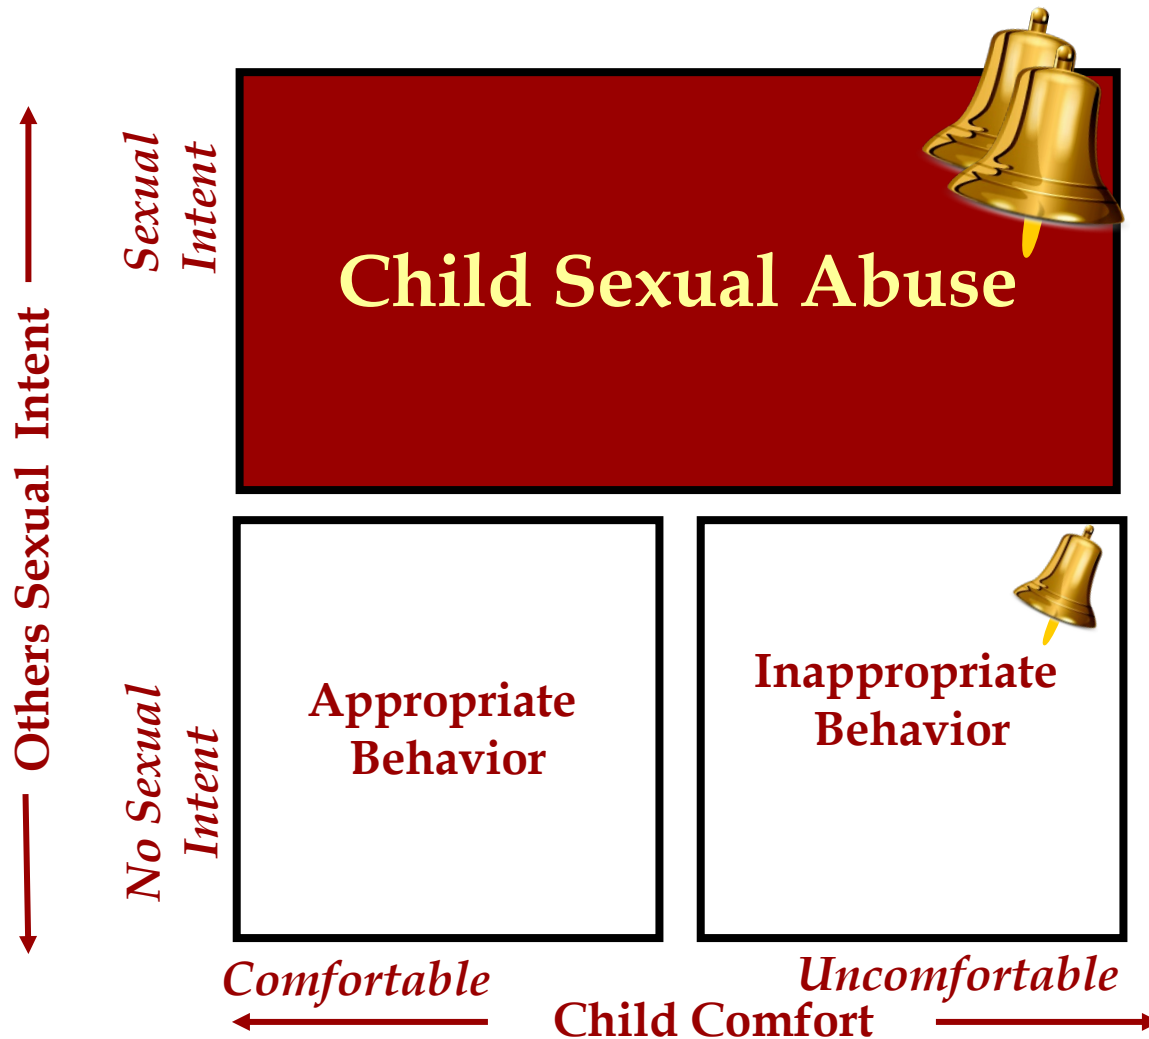 Others Sexual Intent
Sexual
Intent
Child Sexual Abuse
No Sexual
Intent
Appropriate
Behavior
Inappropriate
Behavior
Comfortable
Uncomfortable
Child Comfort